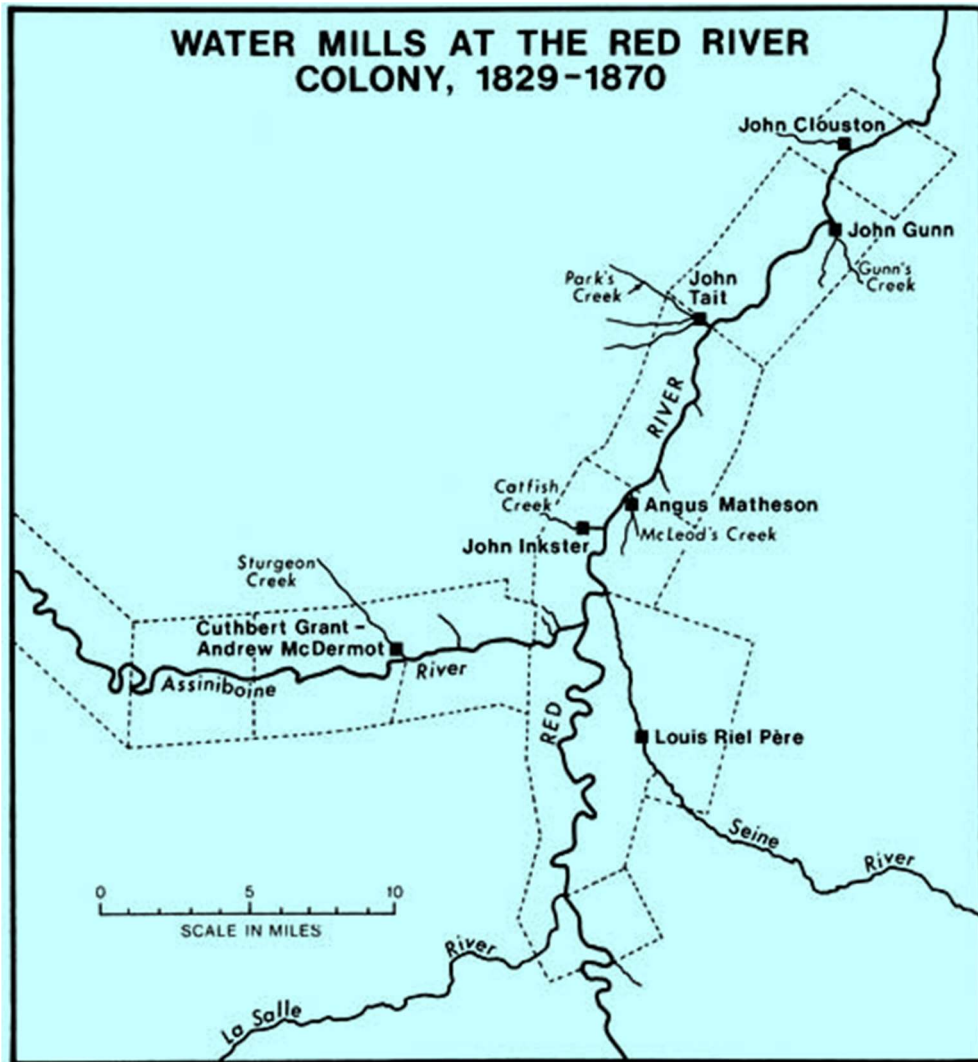 WATER MILLS AT THE RED RIVER
COLONY, 1829-1870
John Clouston
John Gunn
Gunn's
Creek
Park's
Creek
John
Tait
RIVER
Catfish
Creek
Angus Matheson
McLeod's Creek
John Inkster
Sturgeon
Creek
Cuthbert Grant-
Andrew McDermot
Assiniboine
River
RED
Louis Riel Père
Seine
River
0 5 10
SCALE IN MILES
La Salle
River